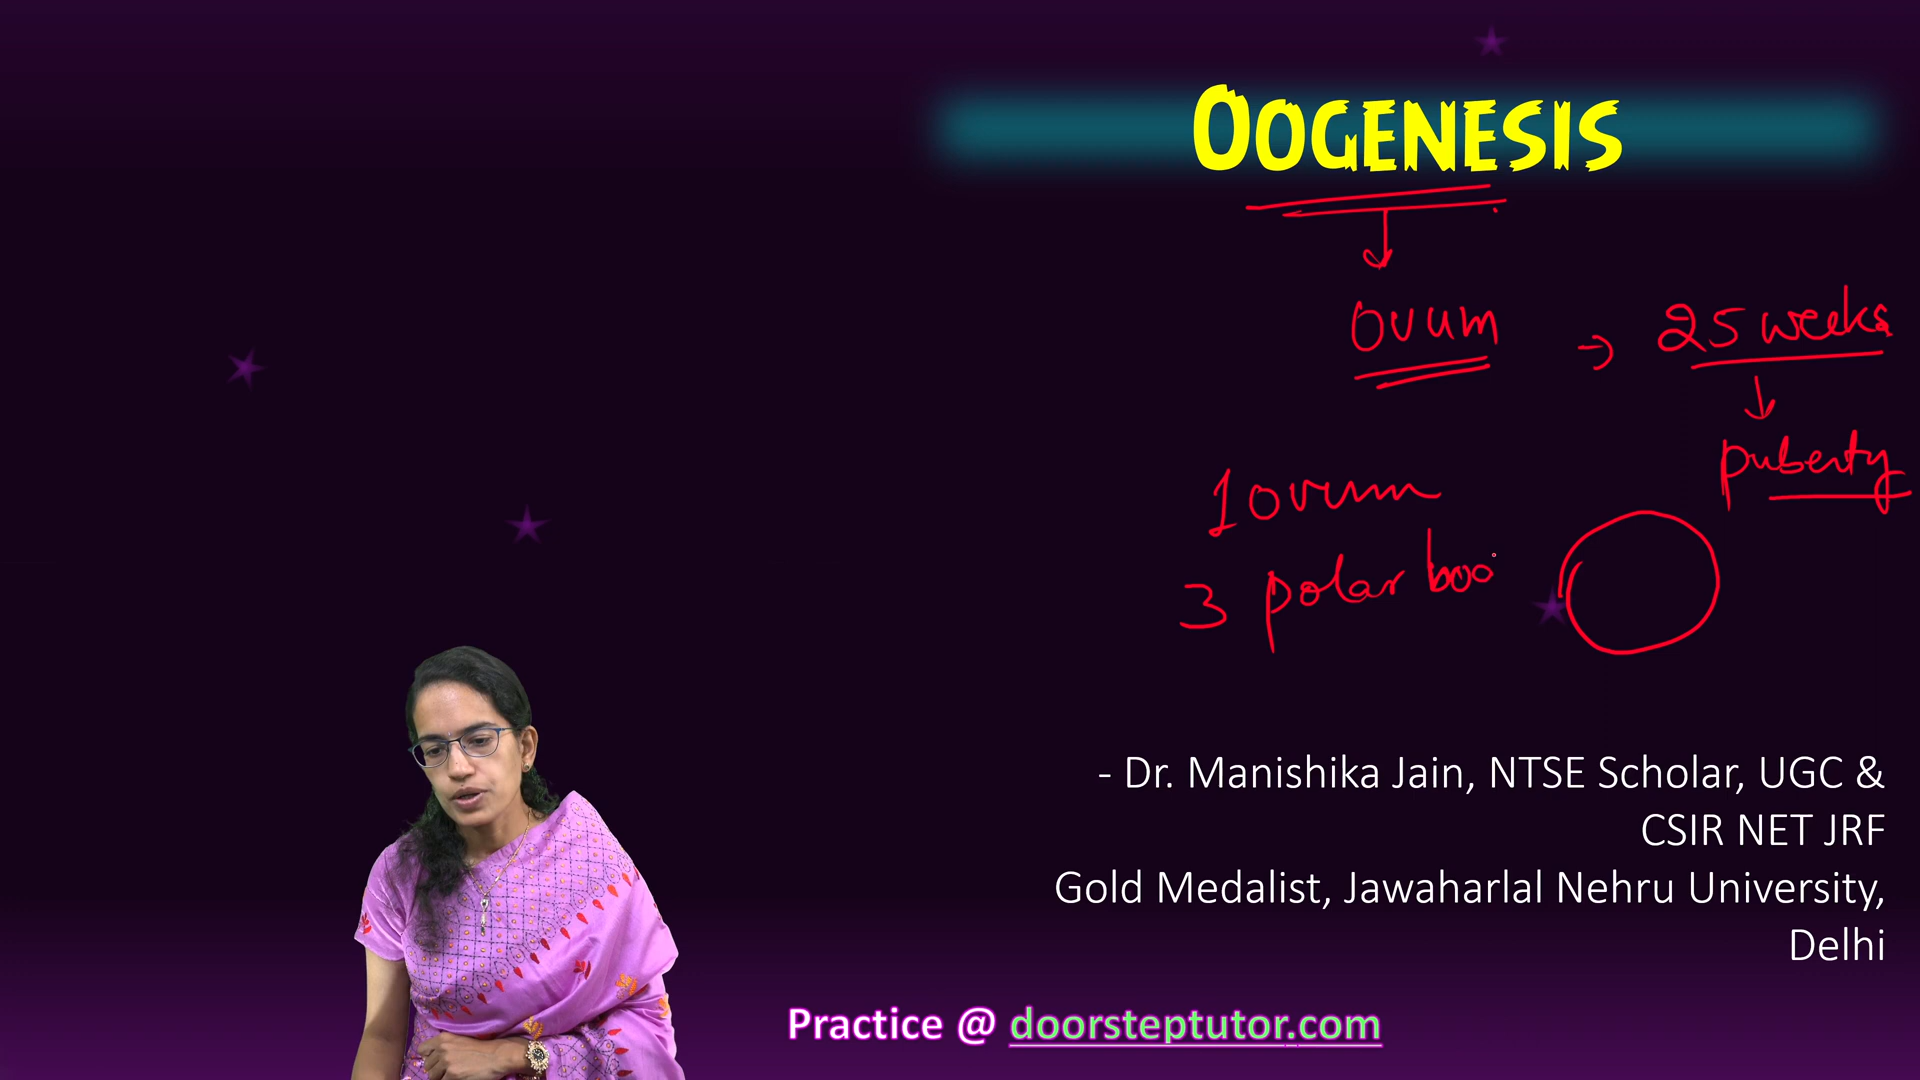 OOGENESIS
ovum → 25 weeks
puberty
1 ovum
3 polar bod
- Dr. Manishika Jain, NTSE Scholar, UGC &
CSIR NET JRF
Gold Medalist, Jawaharlal Nehru University,
Delhi
Practice @ doorsteptutor.com